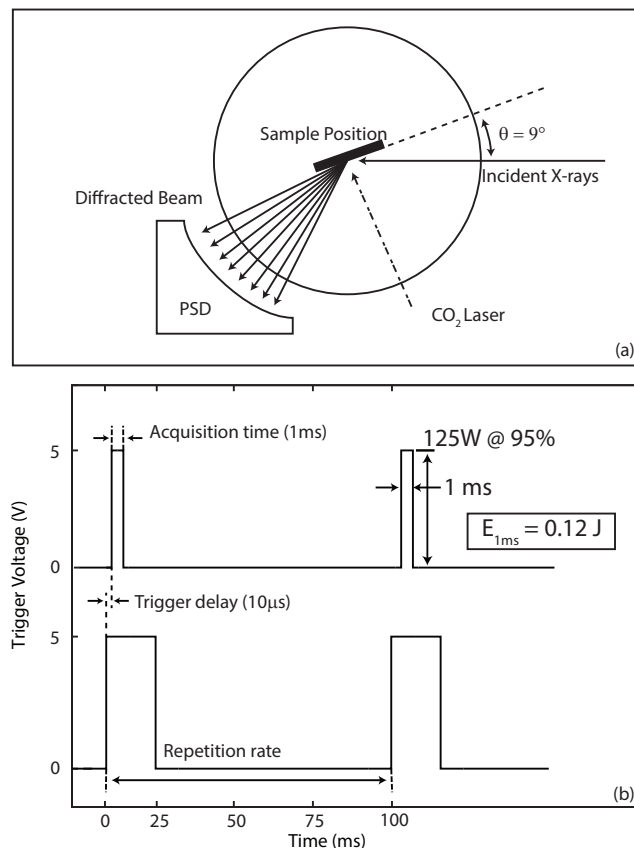 Sample Position
θ = 9°
Incident X-rays
Diffracted Beam
PSD
CO₂ Laser
(a)
Trigger Voltage (V)
5
Acquisition time (1ms)
125W @ 95%
1 ms
E₁ₘₛ = 0.12 J
0
Trigger delay (10μs)
5
Repetition rate
0
(b)
0 25 50 75 100
Time (ms)